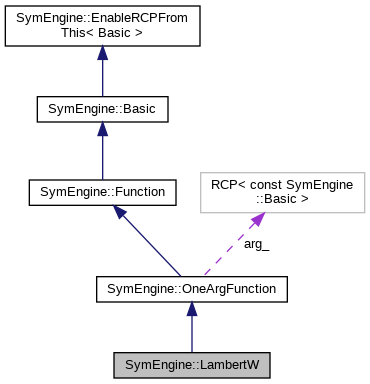 SymEngine::EnableRCPFrom
This< Basic >
SymEngine::Basic
SymEngine::Function
RCP< const SymEngine
::Basic >
arg_
SymEngine::OneArgFunction
SymEngine::LambertW